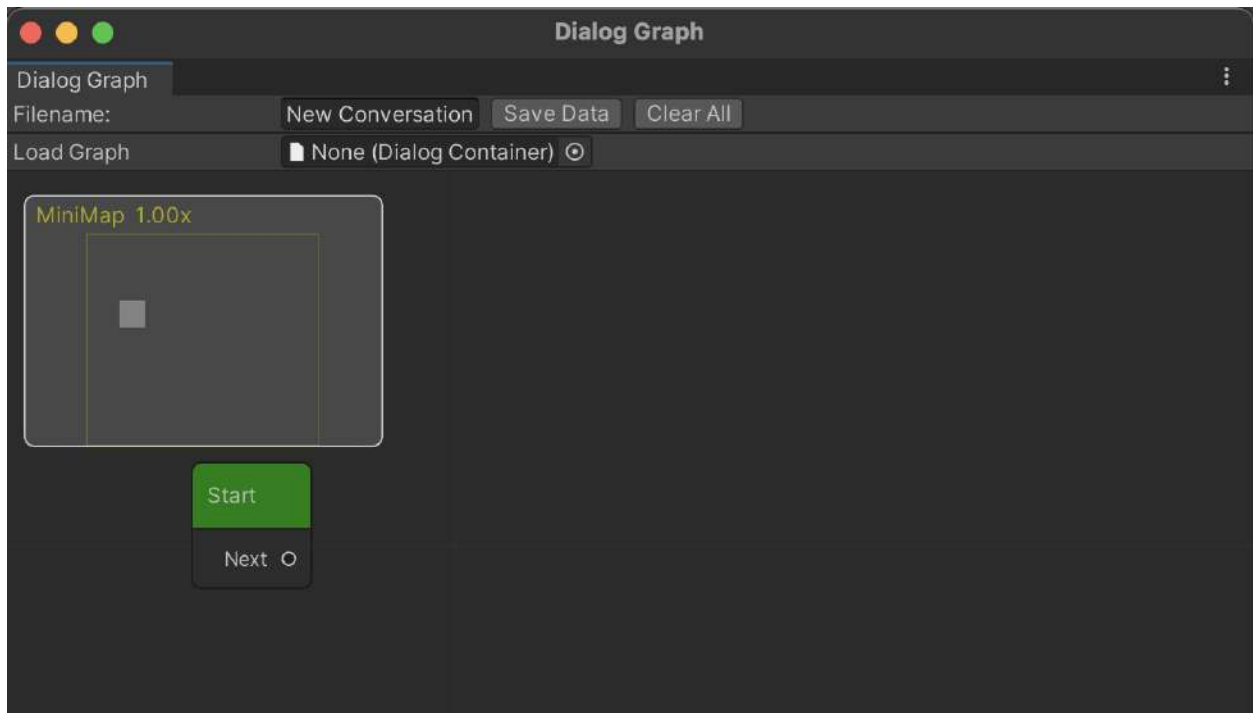 Dialog Graph
Dialog Graph
Filename: New Conversation Save Data Clear All
Load Graph None (Dialog Container)
MiniMap 1.00x
Start
Next